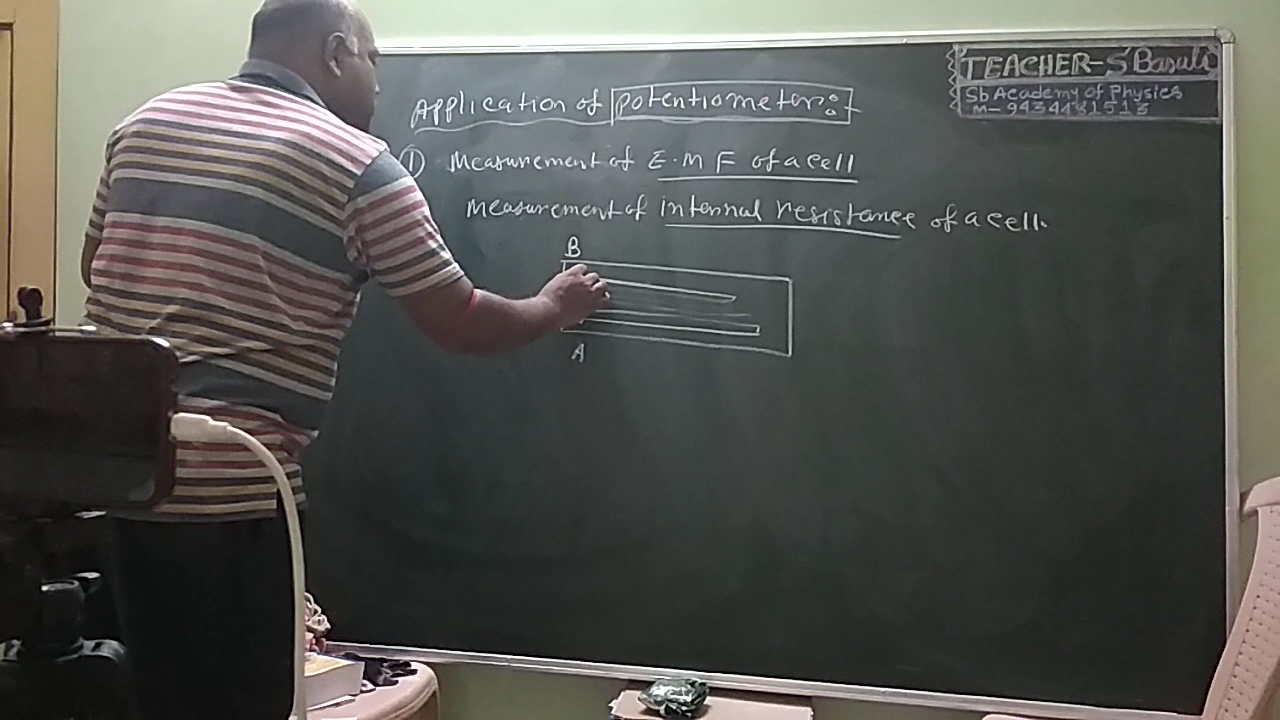 TEACHER-S Basuli
Sb Academy of Physics
M-9434481513
Application of Potentiometer:-
① Measurement of E.M F of a cell
Measurement of internal resistance of a cell.
B
A